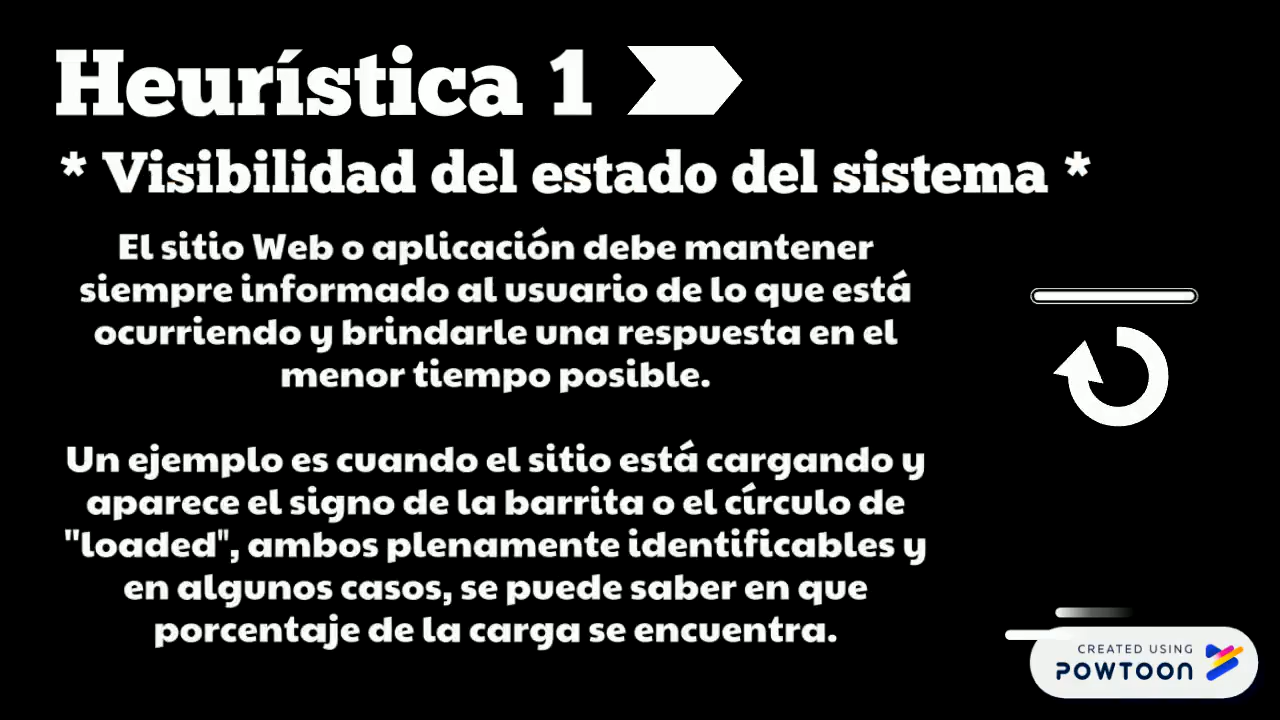 Heurística 1
* Visibilidad del estado del sistema *
El sitio Web o aplicación debe mantener
siempre informado al usuario de lo que está
ocurriendo y brindarle una respuesta en el
menor tiempo posible.
Un ejemplo es cuando el sitio está cargando y
aparece el signo de la barrita o el círculo de
"loaded", ambos plenamente identificables y
en algunos casos, se puede saber en que
porcentaje de la carga se encuentra.
CREATED USING
POWTOON